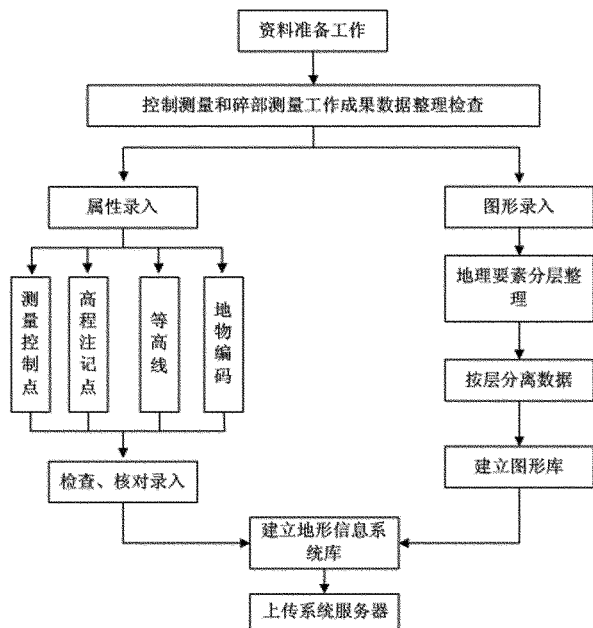 资料准备工作
控制测量和碎部测量工作成果数据整理检查
属性录入
图形录入
测量控制点
高程注记点
等高线
地物编码
地理要素分层整
理
按层分离数据
检查、核对录入
建立图形库
建立地形信息系
统库
上传系统服务器